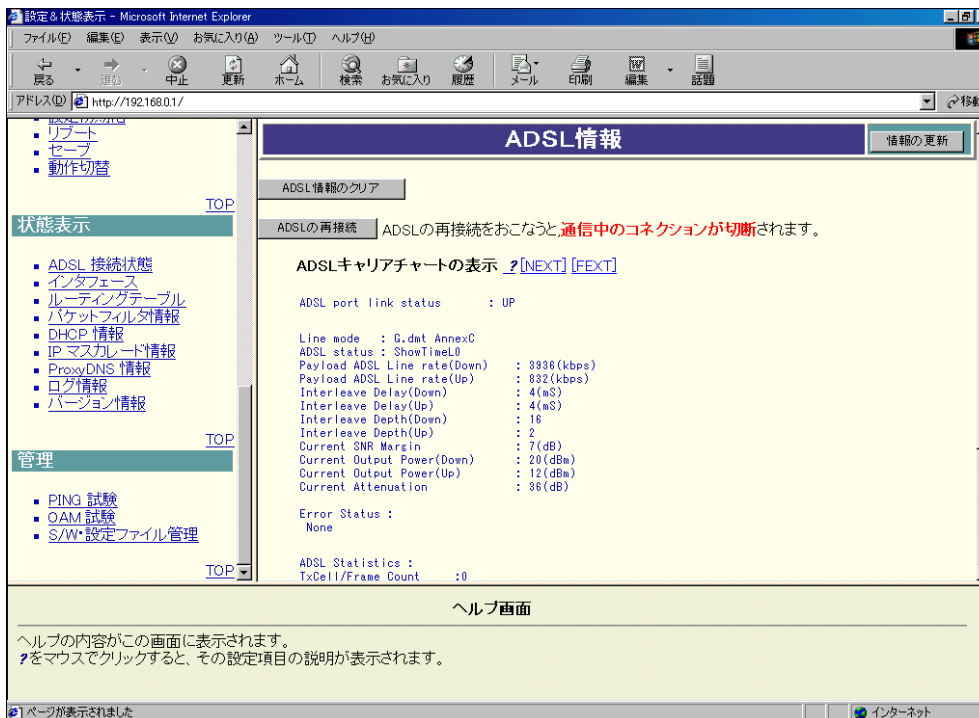 設定＆状態表示 - Microsoft Internet Explorer
ファイル(F) 編集(E) 表示(V) お気に入り(A) ツール(T) ヘルプ(H)
戻る 進む 中止 更新 ホーム 検索 お気に入り 履歴 メール 印刷 編集 話題
アドレス(D) http://192.168.0.1/ 移動
リブート
セーブ
動作切替
TOP
状態表示
ADSL 接続状態
インタフェース
ルーティングテーブル
パケットフィルタ情報
DHCP 情報
IP マスカレード情報
ProxyDNS 情報
ログ情報
バージョン情報
TOP
管理
PING 試験
OAM 試験
S/W・設定ファイル管理
TOP
ADSL情報
情報の更新
ADSL情報のクリア
ADSLの再接続 ADSLの再接続をおこなうと,通信中のコネクションが切断されます。
ADSLキャリアチャートの表示 ?[NEXT] [FEXT]
ADSL port link status : UP
Line mode : G.dmt AnnexC
ADSL status : ShowTimeL0
Payload ADSL Line rate(Down) : 3936(kbps)
Payload ADSL Line rate(Up) : 832(kbps)
Interleave Delay(Down) : 4(mS)
Interleave Delay(Up) : 4(mS)
Interleave Depth(Down) : 16
Interleave Depth(Up) : 2
Current SNR Margin : 7(dB)
Current Output Power(Down) : 20(dBm)
Current Output Power(Up) : 12(dBm)
Current Attenuation : 36(dB)
Error Status :
None
ADSL Statistics :
TxCell/Frame Count :0
ヘルプ画面
ヘルプの内容がこの画面に表示されます。
?をマウスでクリックすると、その設定項目の説明が表示されます。
ページが表示されました インターネット